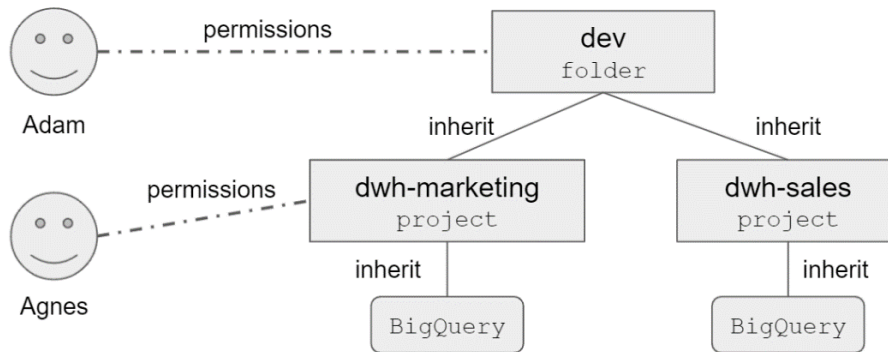 permissions
dev
folder
Adam
inherit
inherit
permissions
dwh-marketing
project
dwh-sales
project
inherit
inherit
Agnes
BigQuery
BigQuery